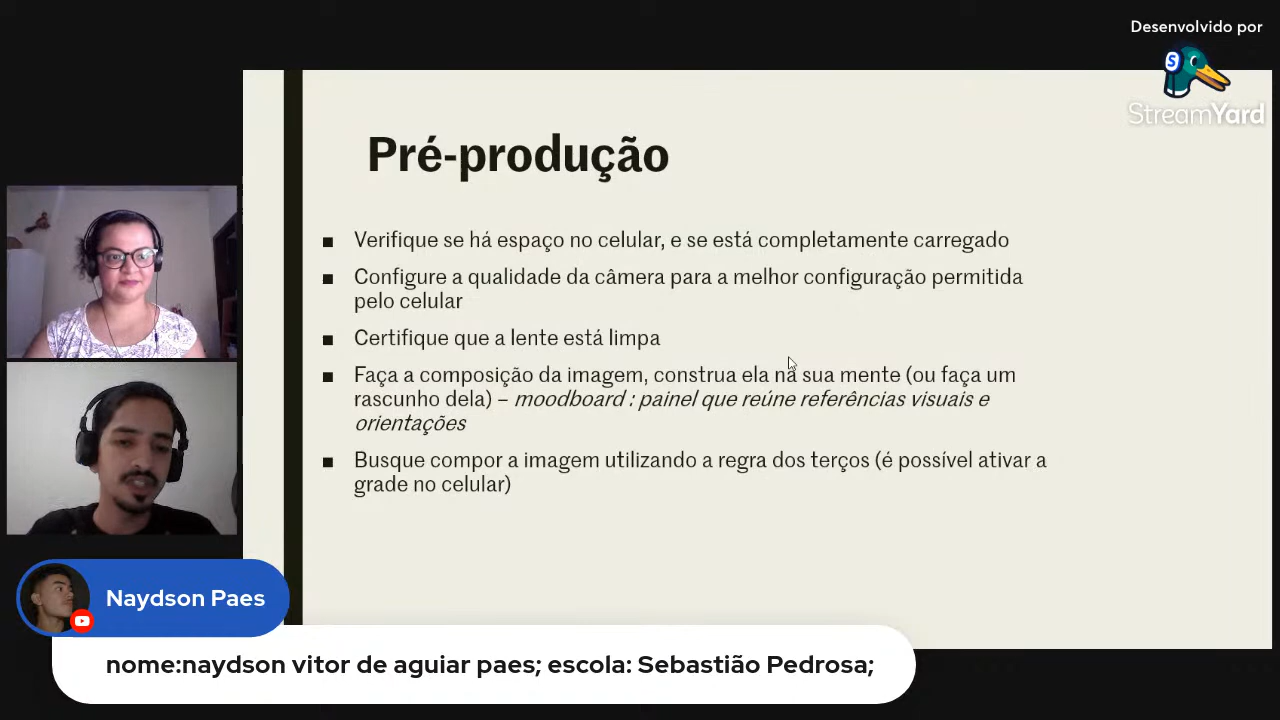 Desenvolvido por
StreamYard
Pré-produção
■ Verifique se há espaço no celular, e se está completamente carregado
■ Configure a qualidade da câmera para a melhor configuração permitida
pelo celular
■ Certifique que a lente está limpa
■ Faça a composição da imagem, construa ela na sua mente (ou faça um
rascunho dela) – moodboard : painel que reúne referências visuais e
orientações
■ Busque compor a imagem utilizando a regra dos terços (é possível ativar a
grade no celular)
Naydson Paes
nome:naydson vitor de aguiar paes; escola: Sebastião Pedrosa;